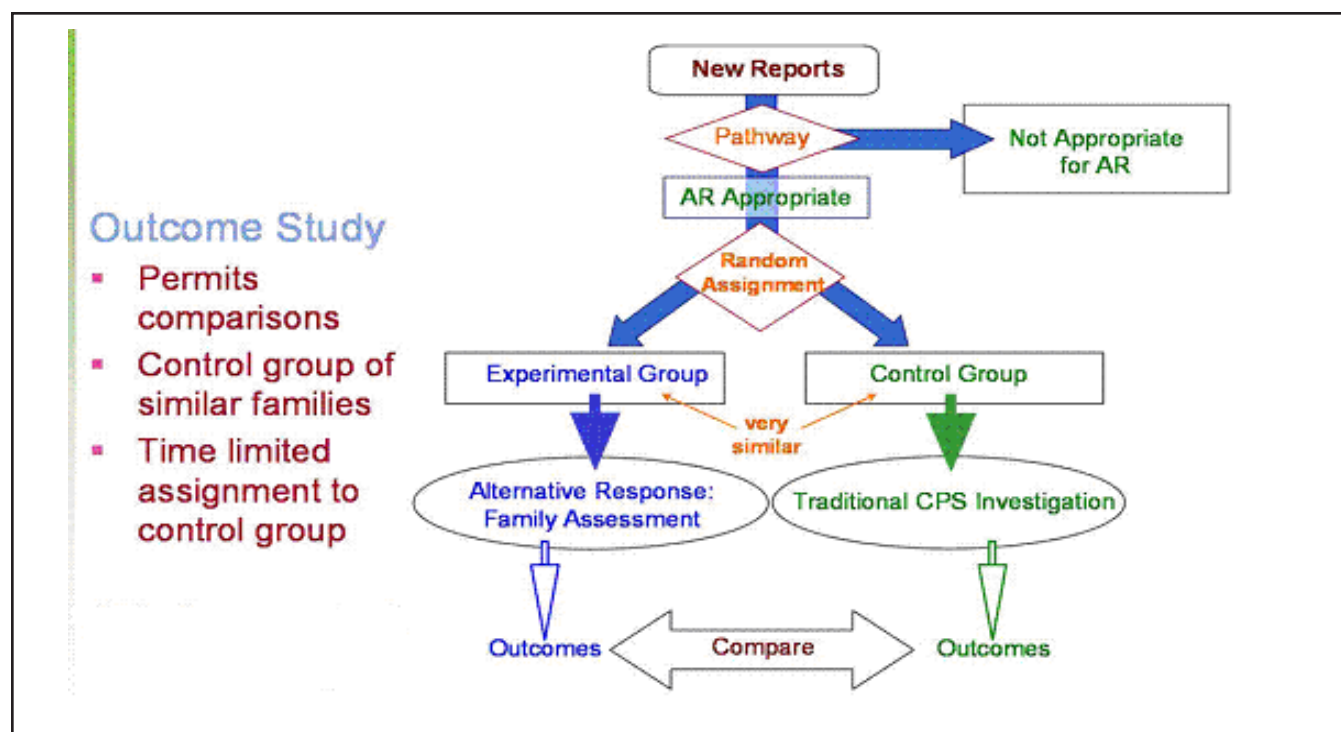 Outcome Study
▪ Permits
comparisons
▪ Control group of
similar families
▪ Time limited
assignment to
control group
New Reports
Pathway
Not Appropriate
for AR
AR Appropriate
Random
Assignment
Experimental Group
Control Group
very
similar
Alternative Response:
Family Assessment
Traditional CPS Investigation
Outcomes
Compare
Outcomes